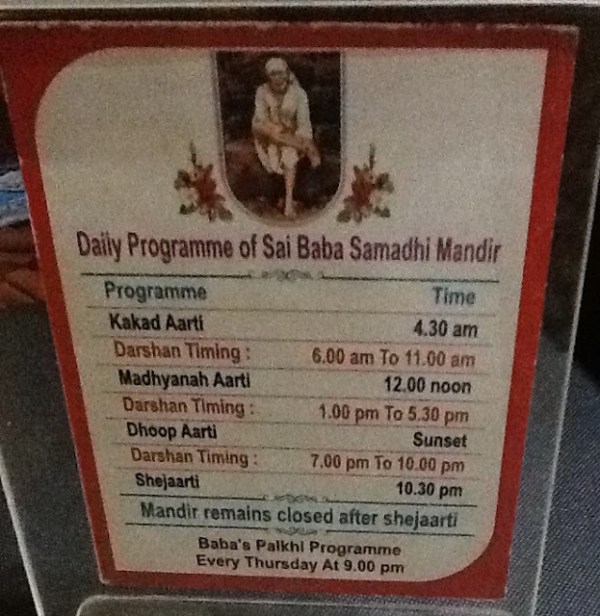 Daily Programme of Sai Baba Samadhi Mandir
Programme Time
Kakad Aarti 4.30 am
Darshan Timing : 6.00 am To 11.00 am
Madhyanah Aarti 12.00 noon
Darshan Timing : 1.00 pm To 5.30 pm
Dhoop Aarti Sunset
Darshan Timing : 7.00 pm To 10.00 pm
Shejaarti 10.30 pm
Mandir remains closed after shejaarti
Baba's Palkhi Programme
Every Thursday At 9.00 pm